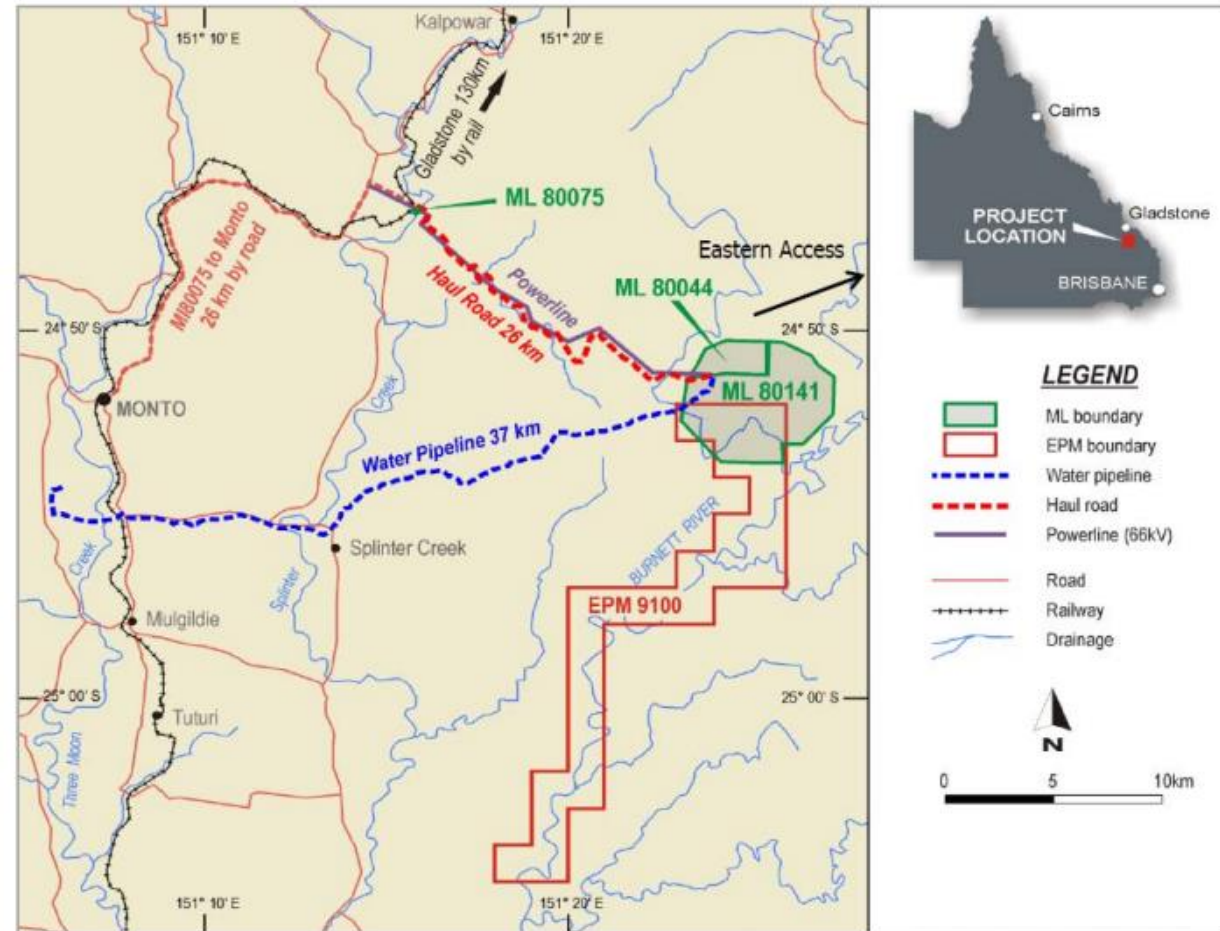 Kalpowar
151° 10' E
151° 20' E
Gladstone 130km
by rail
ML 80075
Eastern Access
Ml80075 to Monto
26 km by road
Powerline
Haul Road 26 km
ML 80044
24° 50' S
24° 50' S
ML 80141
MONTO
Creek
Water Pipeline 37 km
Splinter Creek
Creek
Splinter
BURNETT RIVER
EPM 9100
Mulgildie
25° 00' S
25° 00' S
Tuturi
Three Moon
151° 10' E
151° 20' E
Cairns
Gladstone
PROJECT
LOCATION
BRISBANE
LEGEND
ML boundary
EPM boundary
Water pipeline
Haul road
Powerline (66kV)
Road
Railway
Drainage
N
0 5 10km